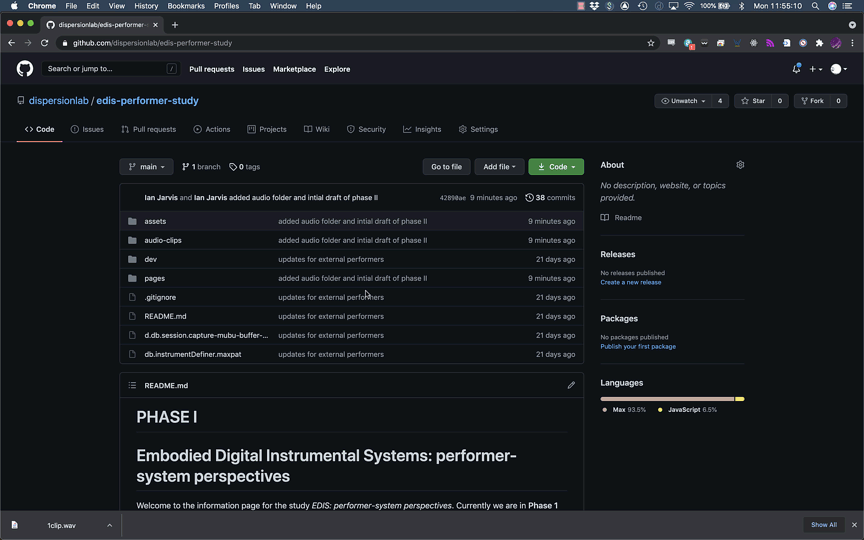 Chrome File Edit View History Bookmarks Profiles Tab Window Help 100% Mon 11:55:10
dispersionlab/edis-performer-
github.com/dispersionlab/edis-performer-study
Search or jump to... / Pull requests Issues Marketplace Explore
dispersionlab / edis-performer-study Unwatch 4 Star 0 Fork 0
Code Issues Pull requests Actions Projects Wiki Security Insights Settings
main 1 branch 0 tags Go to file Add file Code
Ian Jarvis and Ian Jarvis added audio folder and intial draft of phase II 42890ae 9 minutes ago 38 commits
assets added audio folder and intial draft of phase II 9 minutes ago
audio-clips added audio folder and intial draft of phase II 9 minutes ago
dev updates for external performers 21 days ago
pages added audio folder and intial draft of phase II 9 minutes ago
.gitignore updates for external performers 21 days ago
README.md updates for external performers 21 days ago
d.db.session.capture-mubu-buffer-... updates for external performers 21 days ago
db.instrumentDefiner.maxpat updates for external performers 21 days ago
README.md
PHASE I
Embodied Digital Instrumental Systems: performer-
system perspectives
Welcome to the information page for the study EDIS: performer-system perspectives. Currently we are in Phase 1
About
No description, website, or topics
provided.
Readme
Releases
No releases published
Create a new release
Packages
No packages published
Publish your first package
Languages
Max 93.5% JavaScript 6.5%
1clip.wav Show All